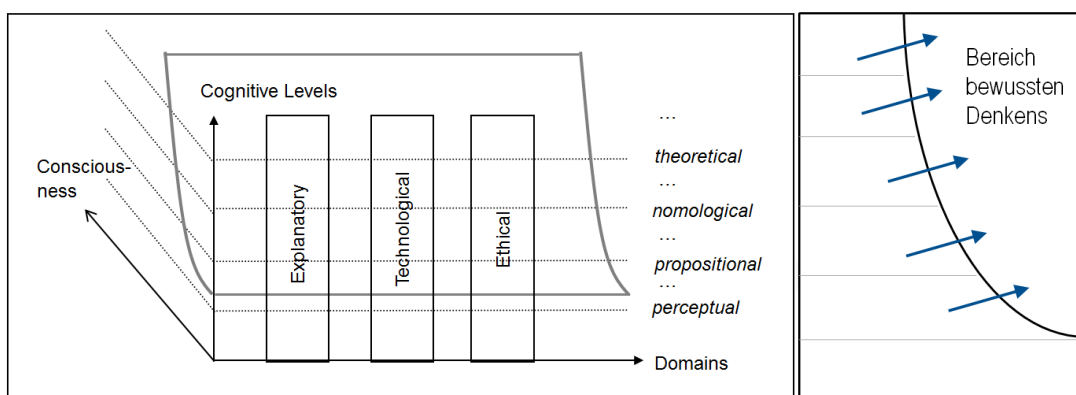 Cognitive Levels
Conscious-
ness
Explanatory
Technological
Ethical
...
theoretical
...
nomological
...
propositional
...
perceptual
Domains
Bereich
bewussten
Denkens